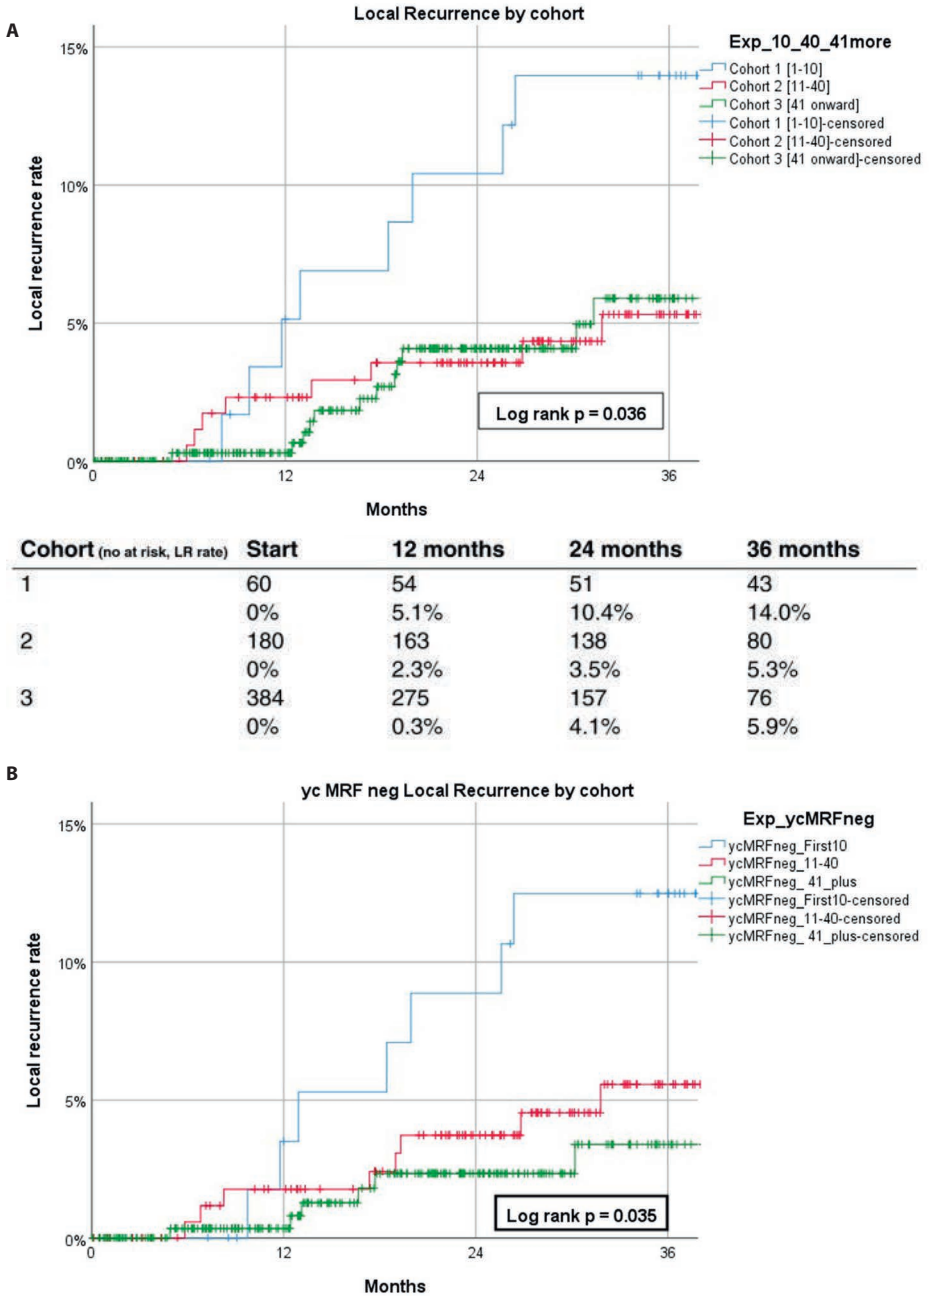 A
Local Recurrence by cohort
Local recurrence rate
15%
10%
5%
0%
0 12 24 36
Months
Log rank p = 0.036
Exp_10_40_41more
Cohort 1 [1-10]
Cohort 2 [11-40]
Cohort 3 [41 onward]
Cohort 1 [1-10]-censored
Cohort 2 [11-40]-censored
Cohort 3 [41 onward]-censored
Cohort (no at risk, LR rate) Start 12 months 24 months 36 months
1 60 54 51 43
0% 5.1% 10.4% 14.0%
2 180 163 138 80
0% 2.3% 3.5% 5.3%
3 384 275 157 76
0% 0.3% 4.1% 5.9%
B
yc MRF neg Local Recurrence by cohort
Local recurrence rate
15%
10%
5%
0%
0 12 24 36
Months
Log rank p = 0.035
Exp_ycMRFneg
ycMRFneg_First10
ycMRFneg_11-40
ycMRFneg_ 41_plus
ycMRFneg_First10-censored
ycMRFneg_11-40-censored
ycMRFneg_ 41_plus-censored